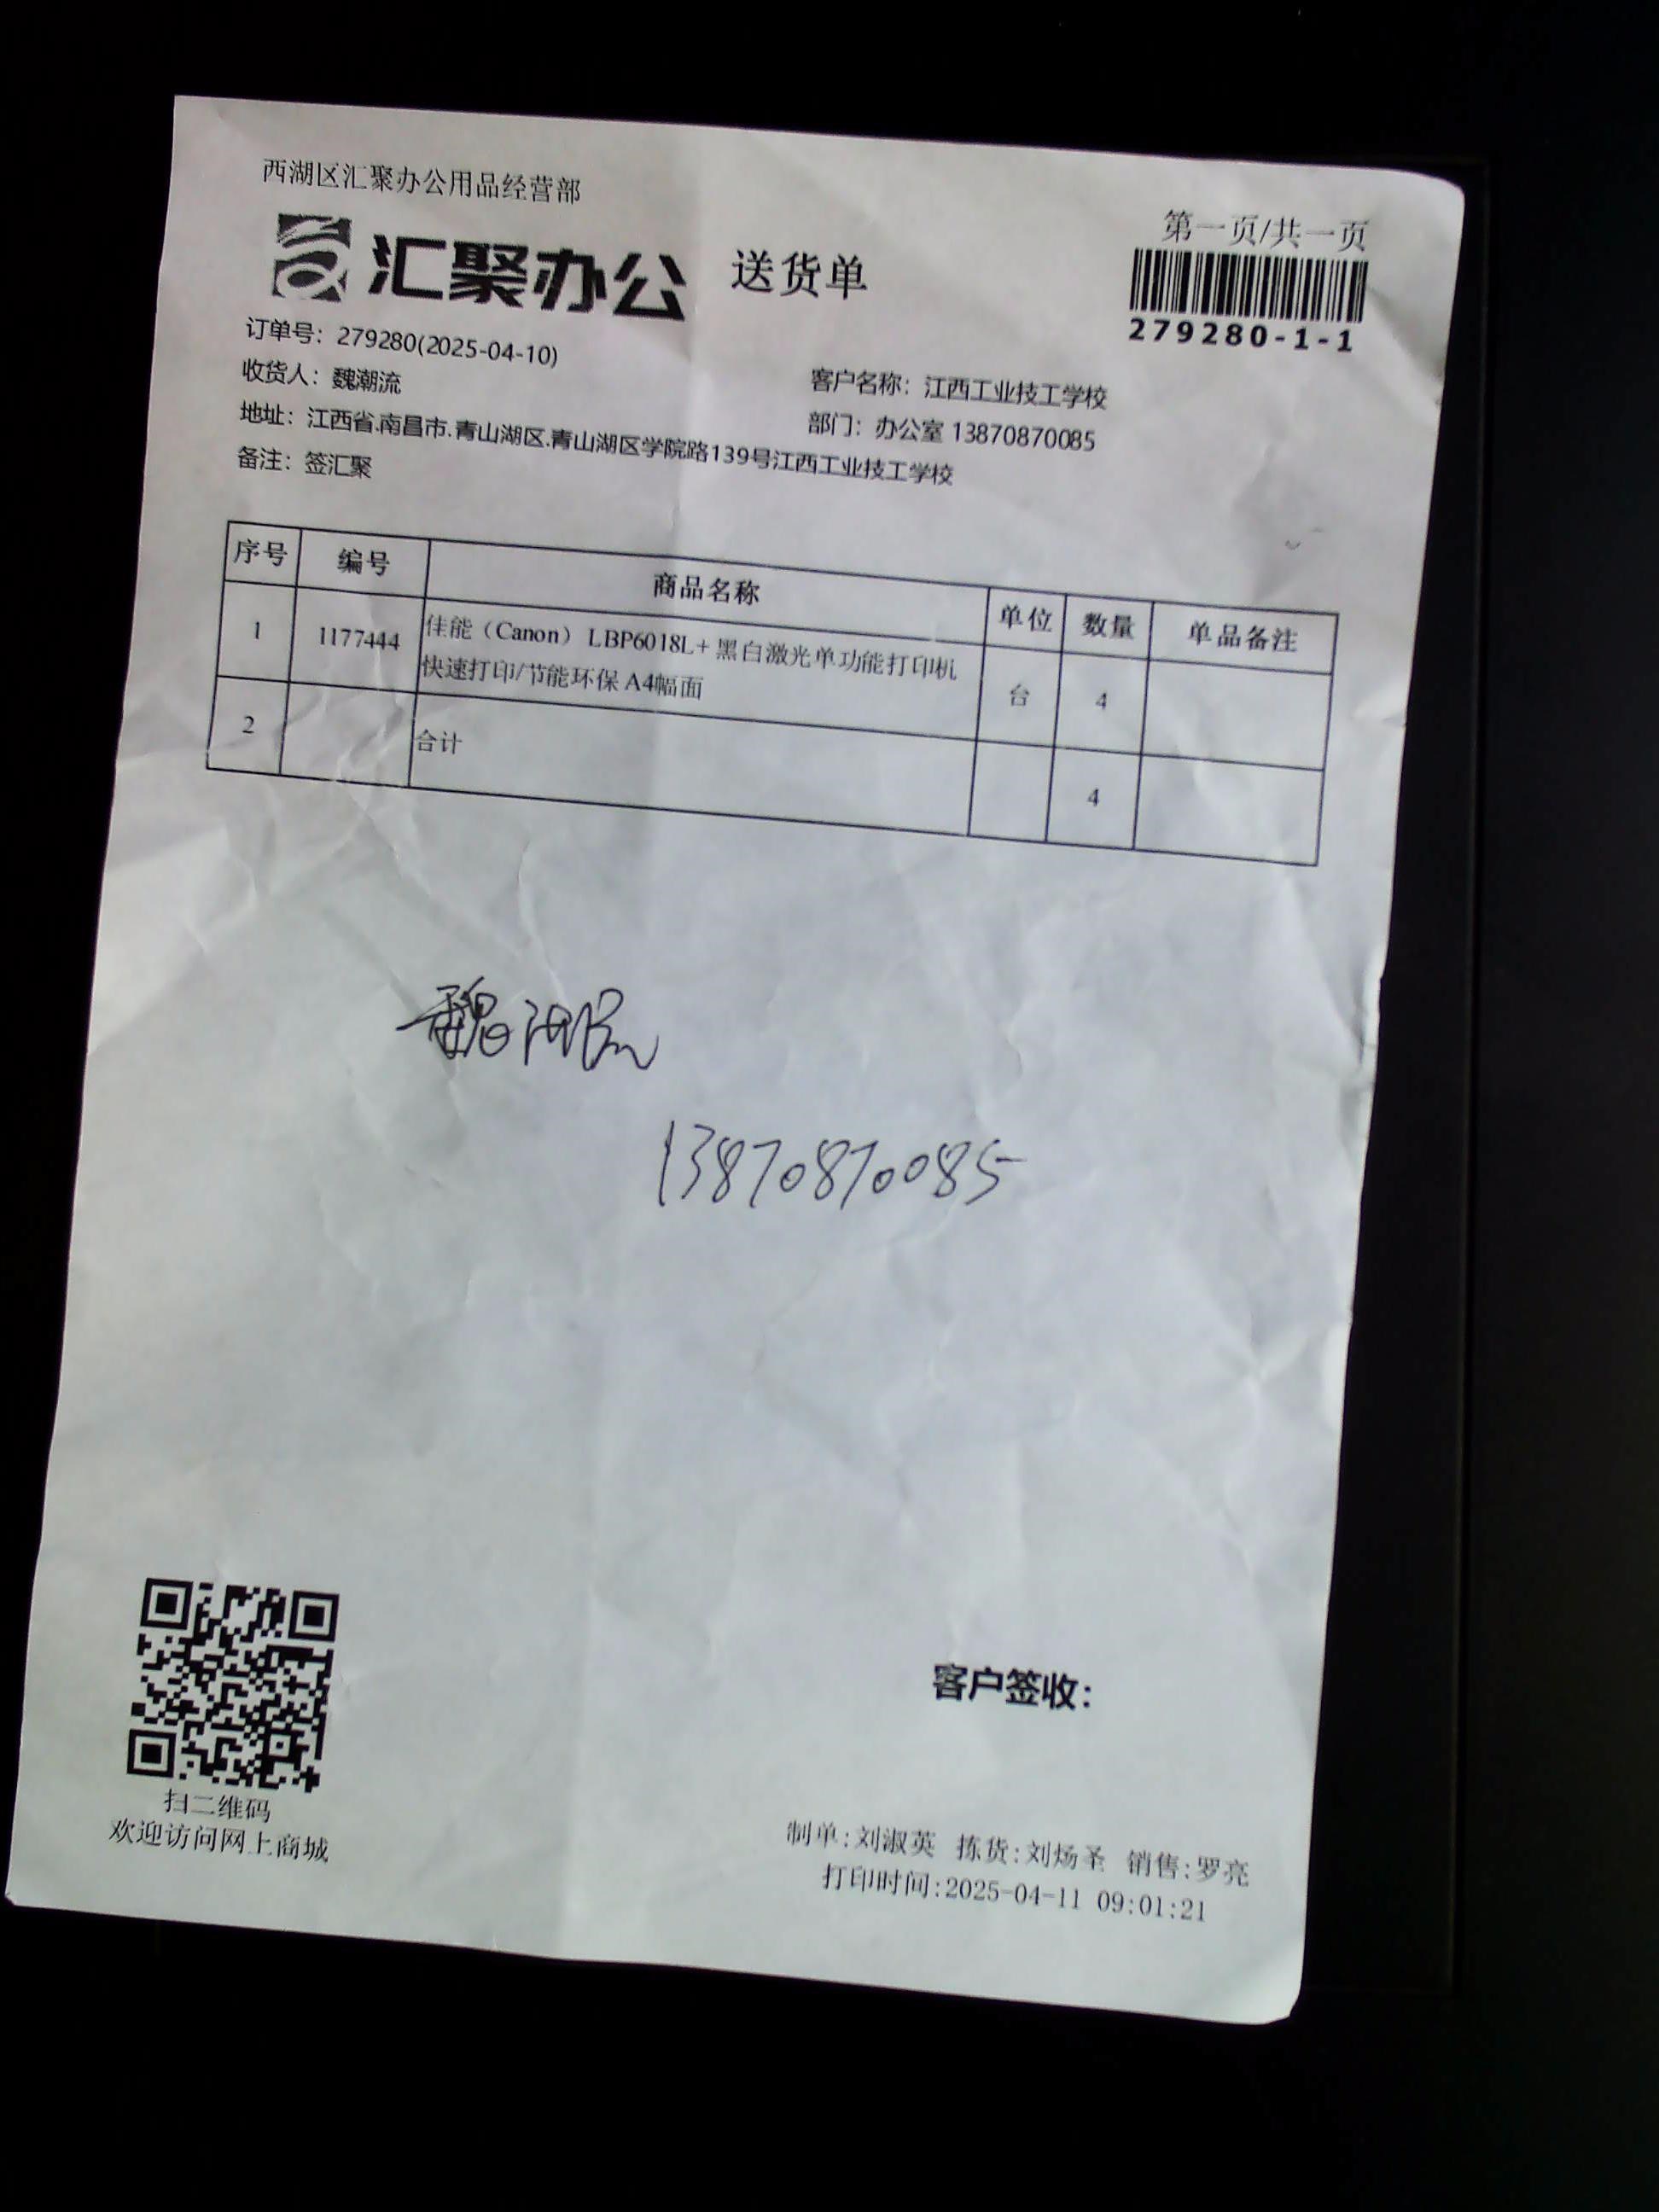 西湖区汇聚办公用品经营部
第一页/共一页
汇聚办公 送货单
279280-1-1
订单号：279280(2025-04-10)
收货人：魏潮流 客户名称：江西工业技工学校
部门：办公室 13870870085
地址：江西省.南昌市.青山湖区.青山湖区学院路139号江西工业技工学校
备注：签汇聚
序号 编号 商品名称 单位 数量 单品备注
1 1177444 佳能（Canon） LBP6018L+ 黑白激光单功能打印机
快速打印/节能环保 A4幅面 台 4
2 合计 4
魏潮流
13870870085
客户签收：
扫二维码
欢迎访问网上商城
制单:刘淑英 拣货:刘炀圣 销售:罗亮
打印时间:2025-04-11 09:01:21